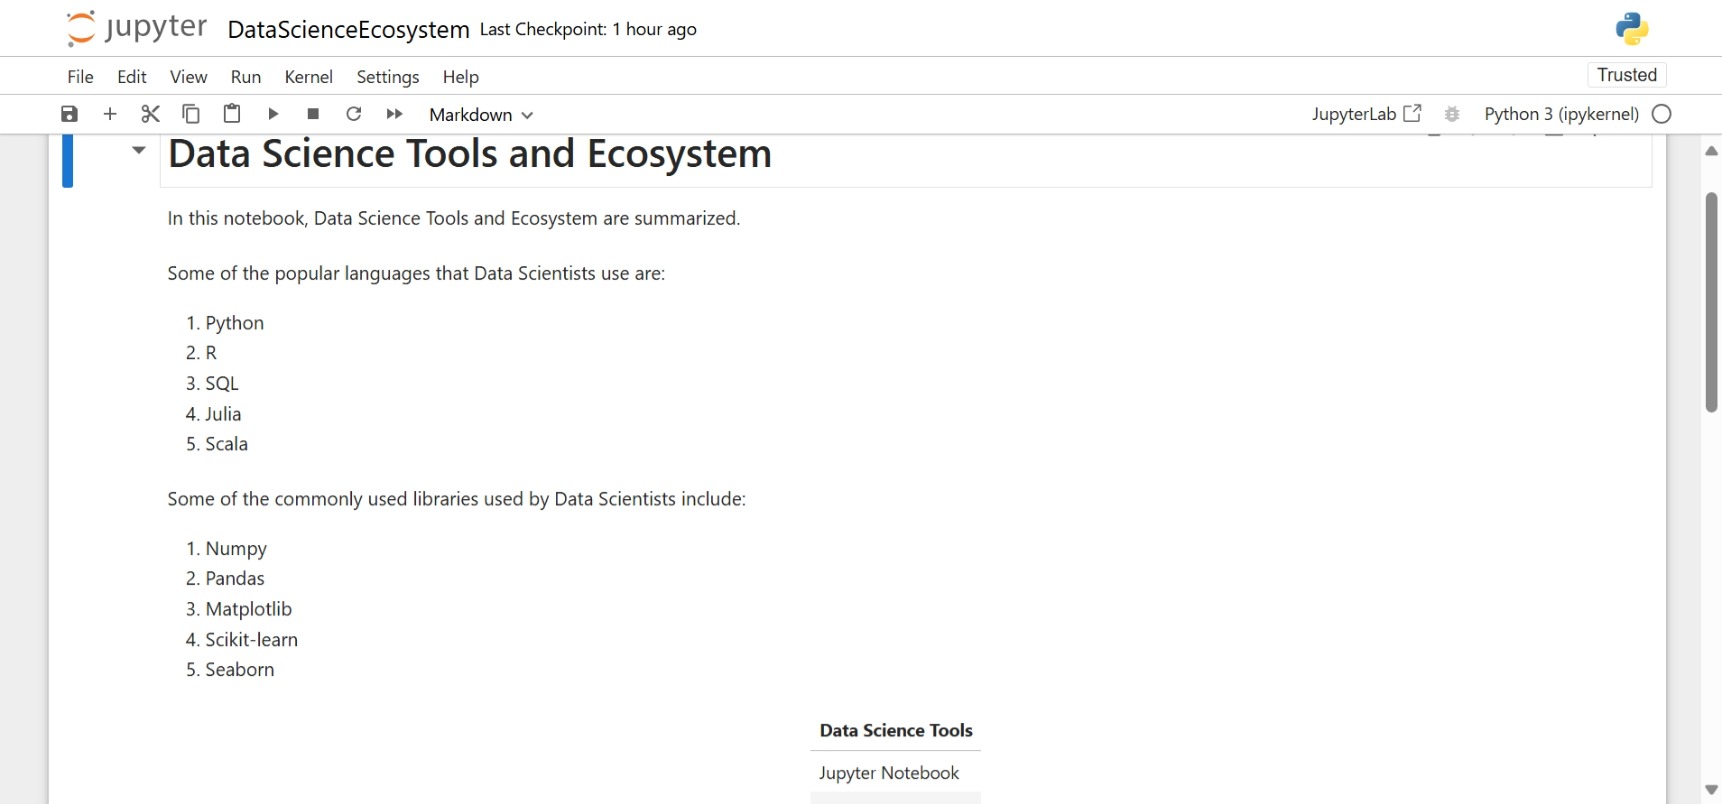 jupyter DataScienceEcosystem Last Checkpoint: 1 hour ago
File Edit View Run Kernel Settings Help Trusted
Markdown JupyterLab Python 3 (ipykernel)
Data Science Tools and Ecosystem
In this notebook, Data Science Tools and Ecosystem are summarized.
Some of the popular languages that Data Scientists use are:
1. Python
2. R
3. SQL
4. Julia
5. Scala
Some of the commonly used libraries used by Data Scientists include:
1. Numpy
2. Pandas
3. Matplotlib
4. Scikit-learn
5. Seaborn
Data Science Tools
Jupyter Notebook